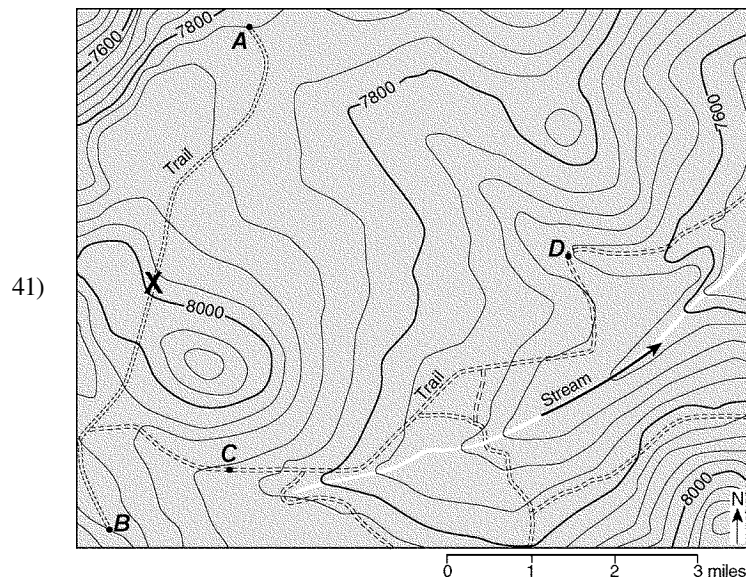 7600
7800
A
7800
7600
Trail
41)
X
8000
D
Trail
Stream
C
B
8000
N
0 1 2 3 miles